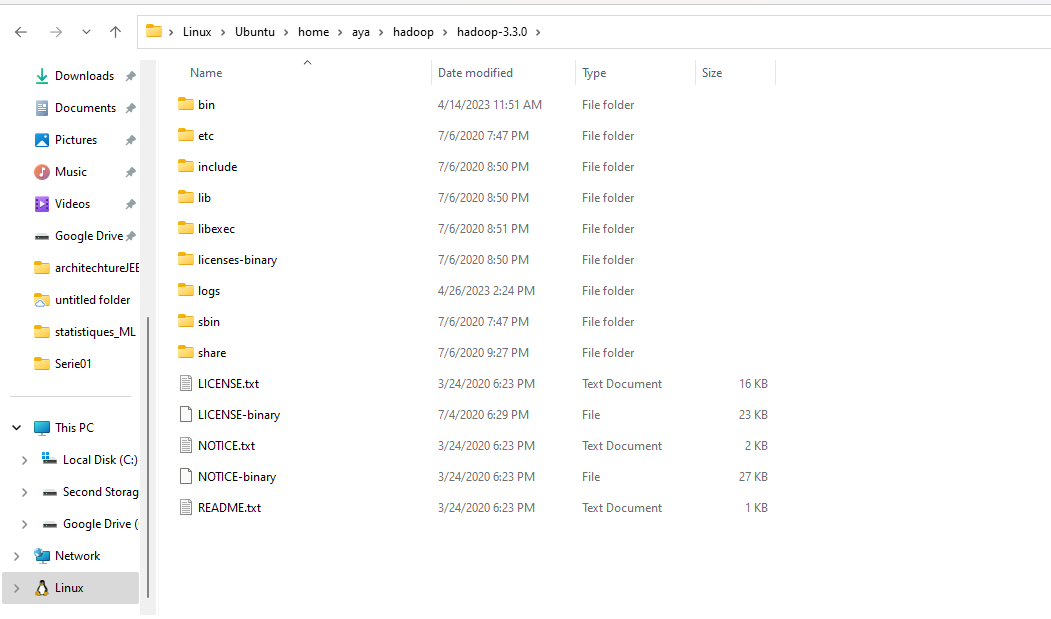 Linux > Ubuntu > home > aya > hadoop > hadoop-3.3.0 >
Downloads
Documents
Pictures
Music
Videos
Google Drive
architechtureJEE
untitled folder
statistiques_ML
Serie01
This PC
Local Disk (C:)
Second Storag
Google Drive (
Network
Linux
Name Date modified Type Size
bin 4/14/2023 11:51 AM File folder
etc 7/6/2020 7:47 PM File folder
include 7/6/2020 8:50 PM File folder
lib 7/6/2020 8:50 PM File folder
libexec 7/6/2020 8:51 PM File folder
licenses-binary 7/6/2020 8:50 PM File folder
logs 4/26/2023 2:24 PM File folder
sbin 7/6/2020 7:47 PM File folder
share 7/6/2020 9:27 PM File folder
LICENSE.txt 3/24/2020 6:23 PM Text Document 16 KB
LICENSE-binary 7/4/2020 6:29 PM File 23 KB
NOTICE.txt 3/24/2020 6:23 PM Text Document 2 KB
NOTICE-binary 3/24/2020 6:23 PM File 27 KB
README.txt 3/24/2020 6:23 PM Text Document 1 KB